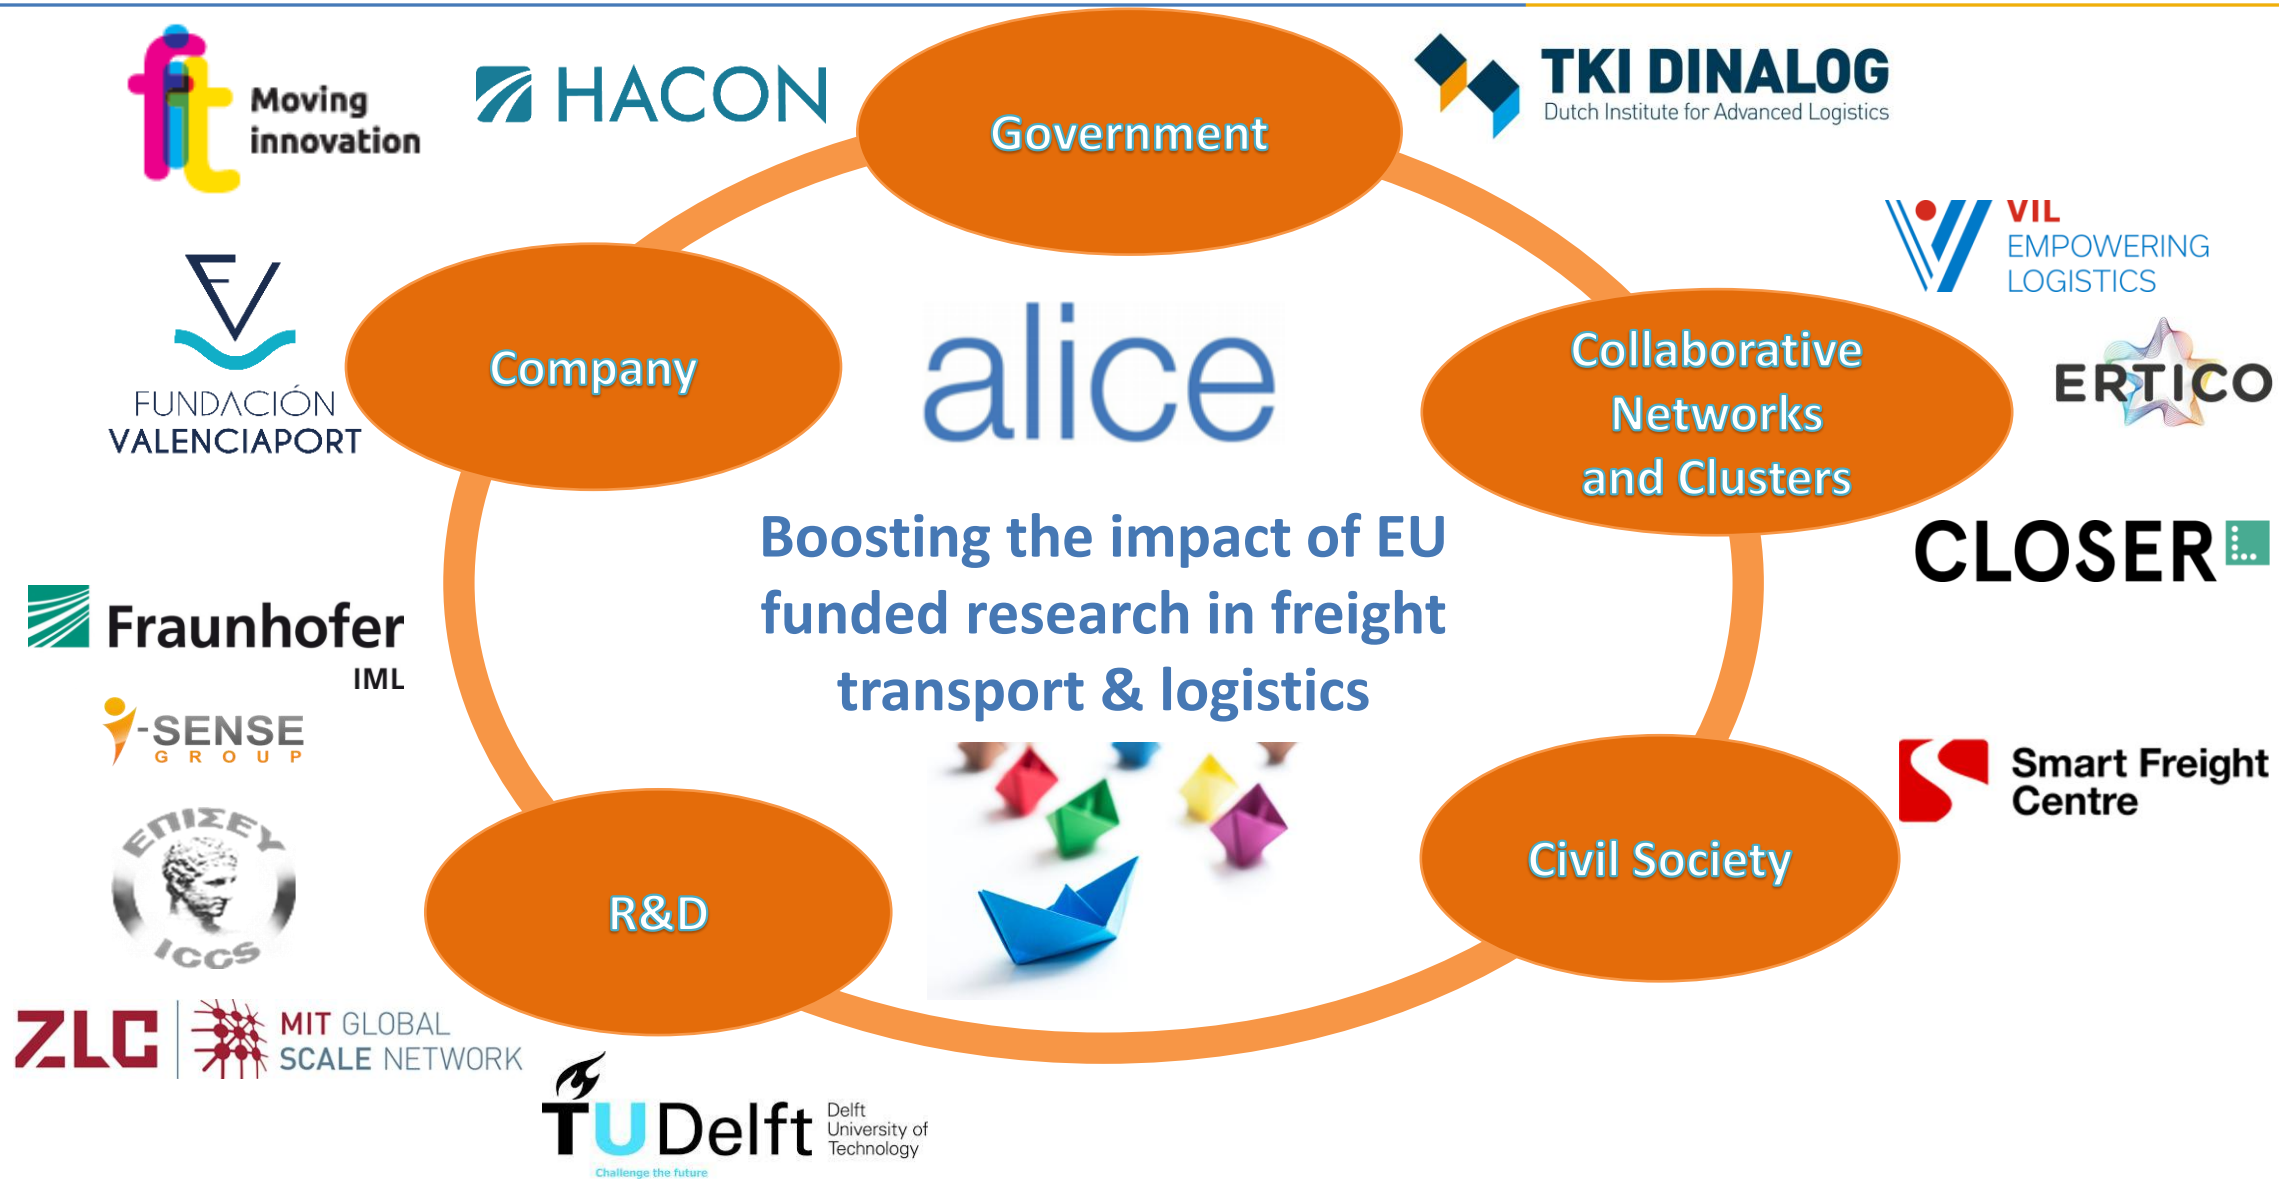 fit
Moving
innovation
HACON
Government
TKI DINALOG
Dutch Institute for Advanced Logistics
VIL
EMPOWERING
LOGISTICS
FV
FUNDACIÓN
VALENCIAPORT
Company
alice
Collaborative
Networks
and Clusters
ERTICO
Boosting the impact of EU
funded research in freight
transport & logistics
CLOSER
Fraunhofer
IML
i-SENSE
GROUP
Smart Freight
Centre
ΕΠΙΣΕΥ
ICCS
R&D
Civil Society
ZLC
MIT GLOBAL
SCALE NETWORK
TUDelft
Delft
University of
Technology
Challenge the future